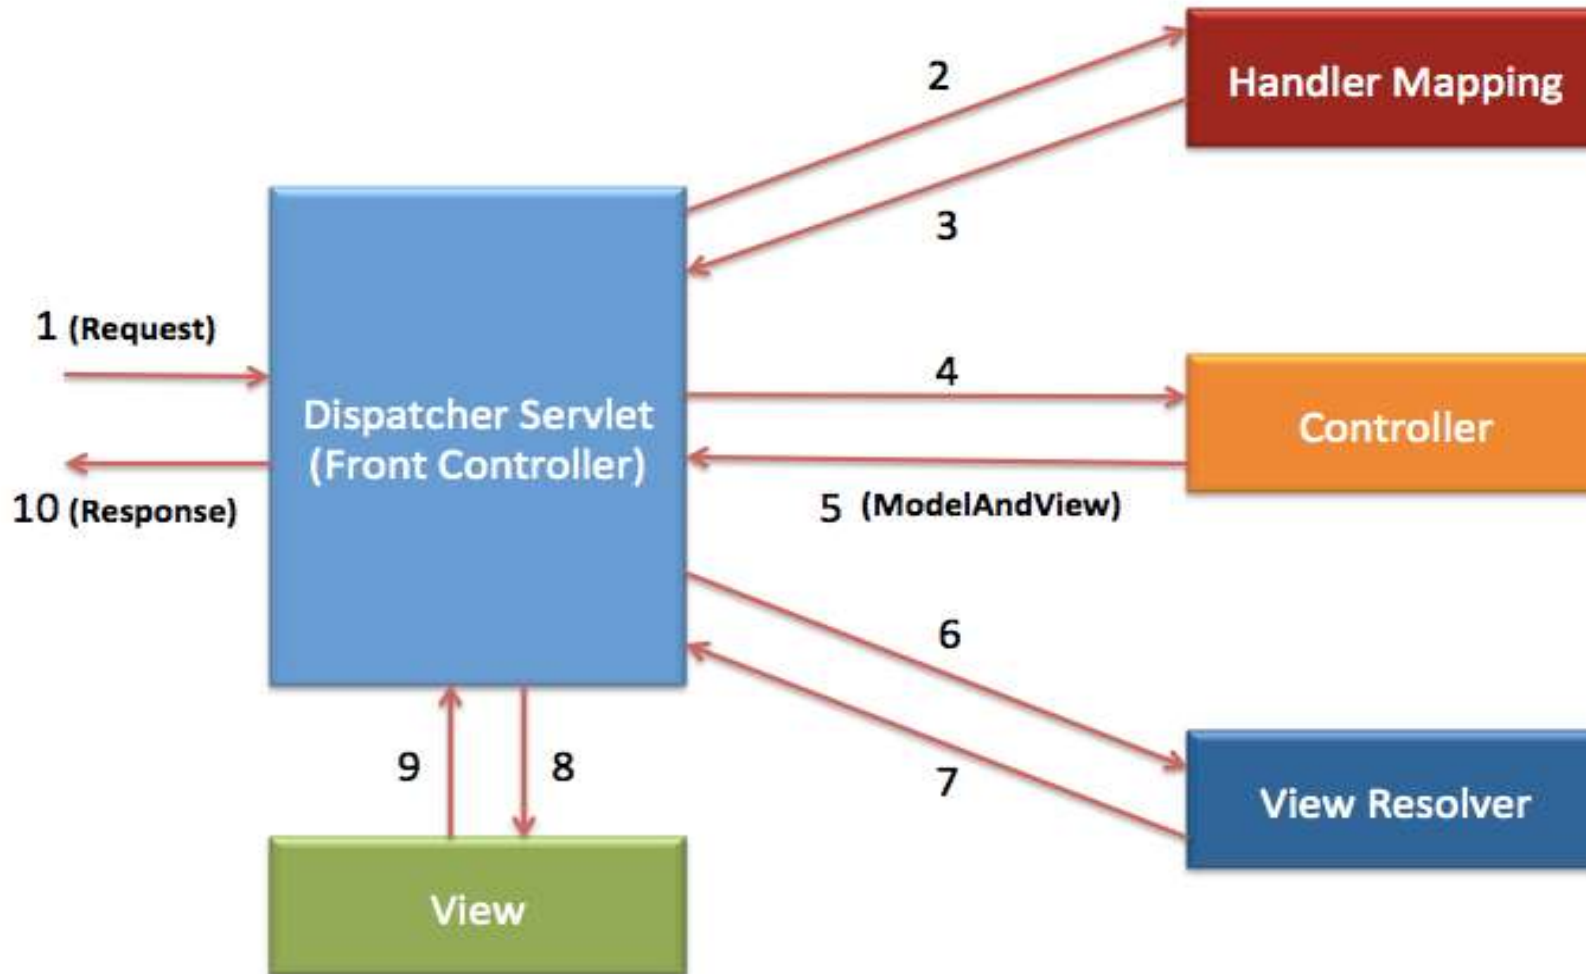 2
Handler Mapping
3
1 (Request)
Dispatcher Servlet
(Front Controller)
4
Controller
10 (Response)
5 (ModelAndView)
6
9
8
7
View Resolver
View